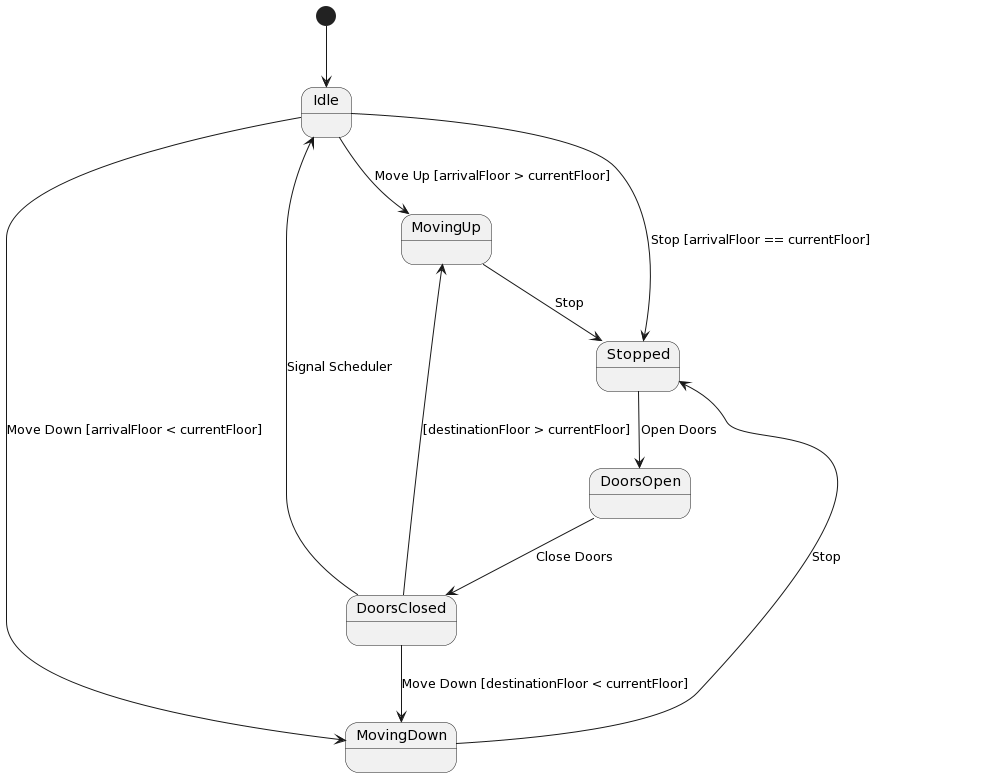 Idle
Move Up [arrivalFloor > currentFloor]
MovingUp
Stop [arrivalFloor == currentFloor]
Stop
Stopped
Signal Scheduler
Move Down [arrivalFloor < currentFloor]
[destinationFloor > currentFloor]
Open Doors
DoorsOpen
Close Doors
Stop
DoorsClosed
Move Down [destinationFloor < currentFloor]
MovingDown